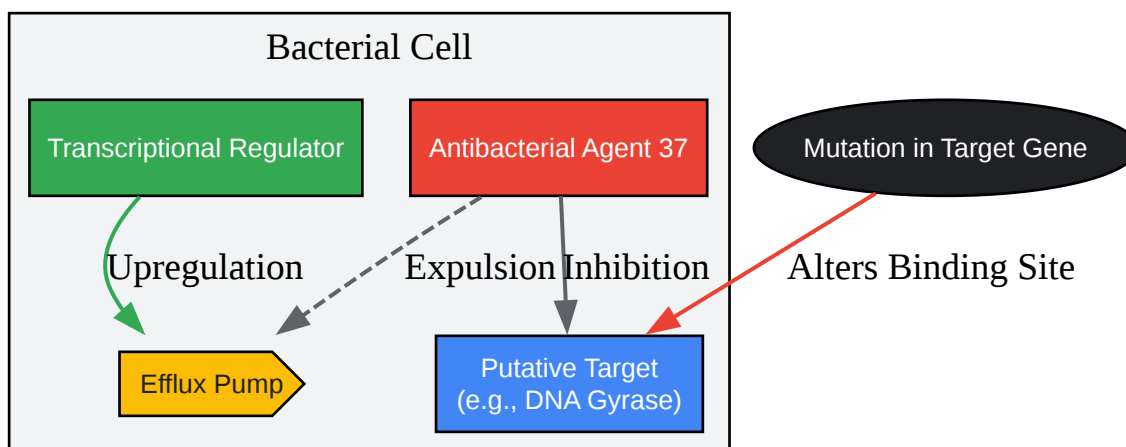 Bacterial Cell
Transcriptional Regulator
Antibacterial Agent 37
Mutation in Target Gene
Upregulation
Expulsion
Inhibition
Alters Binding Site
Efflux Pump
Putative Target
(e.g., DNA Gyrase)